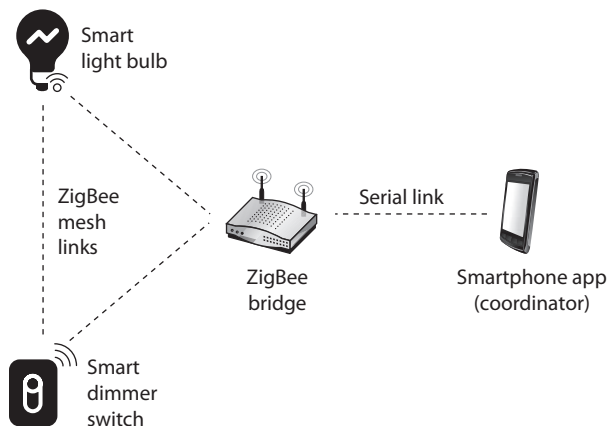 Smart
light bulb
ZigBee
mesh
links
Serial link
ZigBee
bridge
Smartphone app
(coordinator)
Smart
dimmer
switch